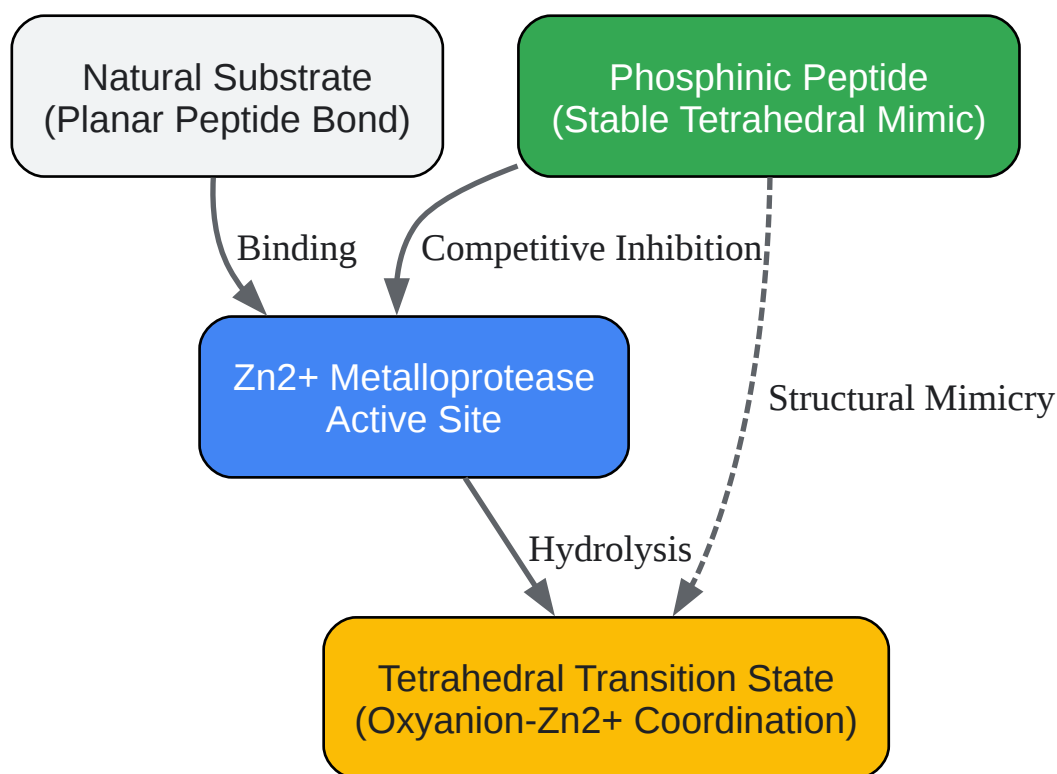 Natural Substrate
(Planar Peptide Bond)
Phosphinic Peptide
(Stable Tetrahedral Mimic)
Binding
Competitive Inhibition
Zn2+ Metalloprotease
Active Site
Structural Mimicry
Hydrolysis
Tetrahedral Transition State
(Oxyanion-Zn2+ Coordination)